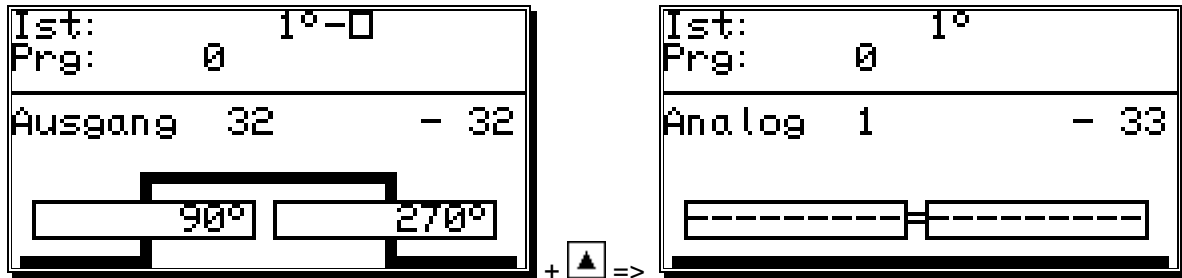 Ist: 1°-□
Prg: 0
Ausgang 32 - 32
90° 270°
+ ▲ =>
Ist: 1°
Prg: 0
Analog 1 - 33
---------=---------